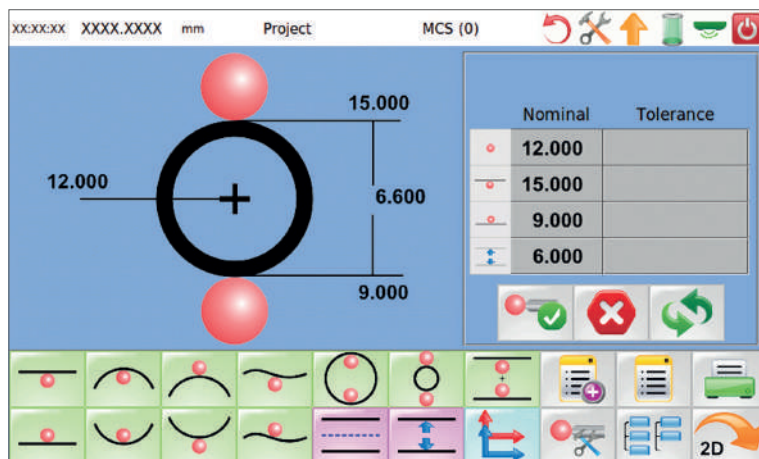 XX:XX:XX XXXX.XXXX mm Project MCS (0)
15.000
12.000
6.600
9.000
Nominal Tolerance
12.000
15.000
9.000
6.000
2D